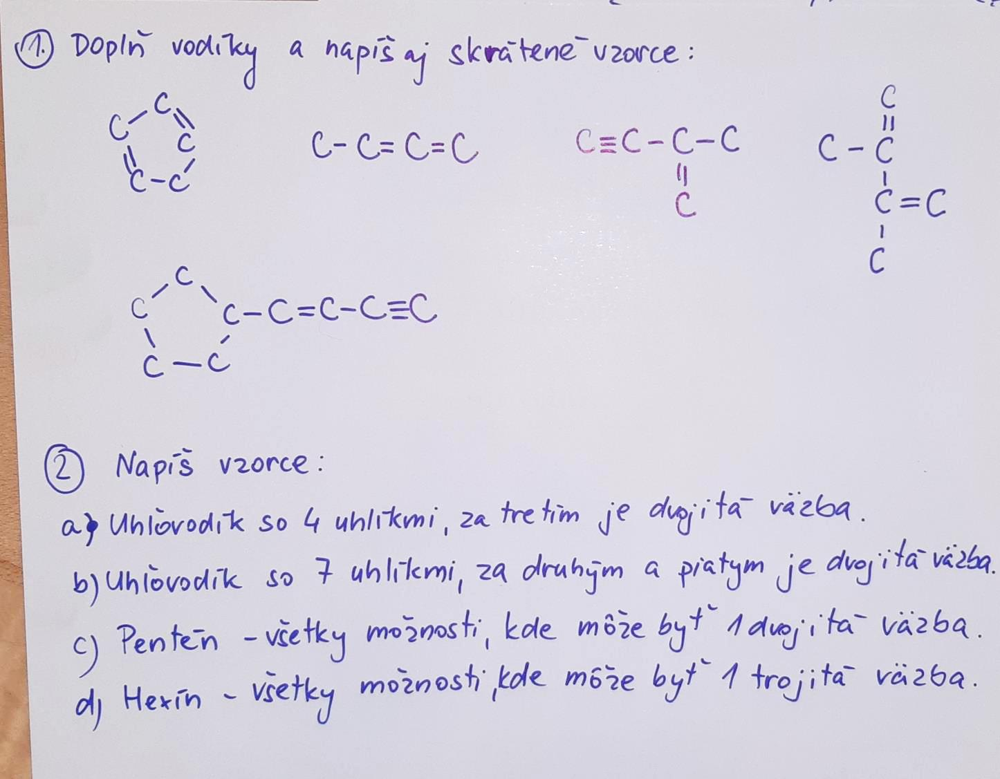 1. Doplň vodíky a napíš aj skrátené vzorce:
C C C C C
C-C=C=C
C≡C-C-C
=
C
C
=
C-C
-
C=C
-
C
C C C-C=C-C≡C
C-C
2 Napíš vzorce:
a) Uhľovodík so 4 uhlíkmi, za tretím je dvojitá väzba.
b) Uhľovodík so 7 uhlíkmi, za druhým a piatym je dvojitá väzba.
c) Pentén - všetky možnosti, kde môže byť 1 dvojitá väzba.
d) Hexín - všetky možnosti, kde môže byť 1 trojitá väzba.